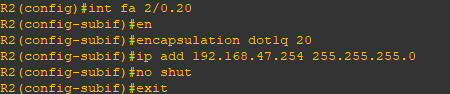 R2(config)#int fa 2/0.20
R2(config-subif)#en
R2(config-subif)#encapsulation dot1q 20
R2(config-subif)#ip add 192.168.47.254 255.255.255.0
R2(config-subif)#no shut
R2(config-subif)#exit